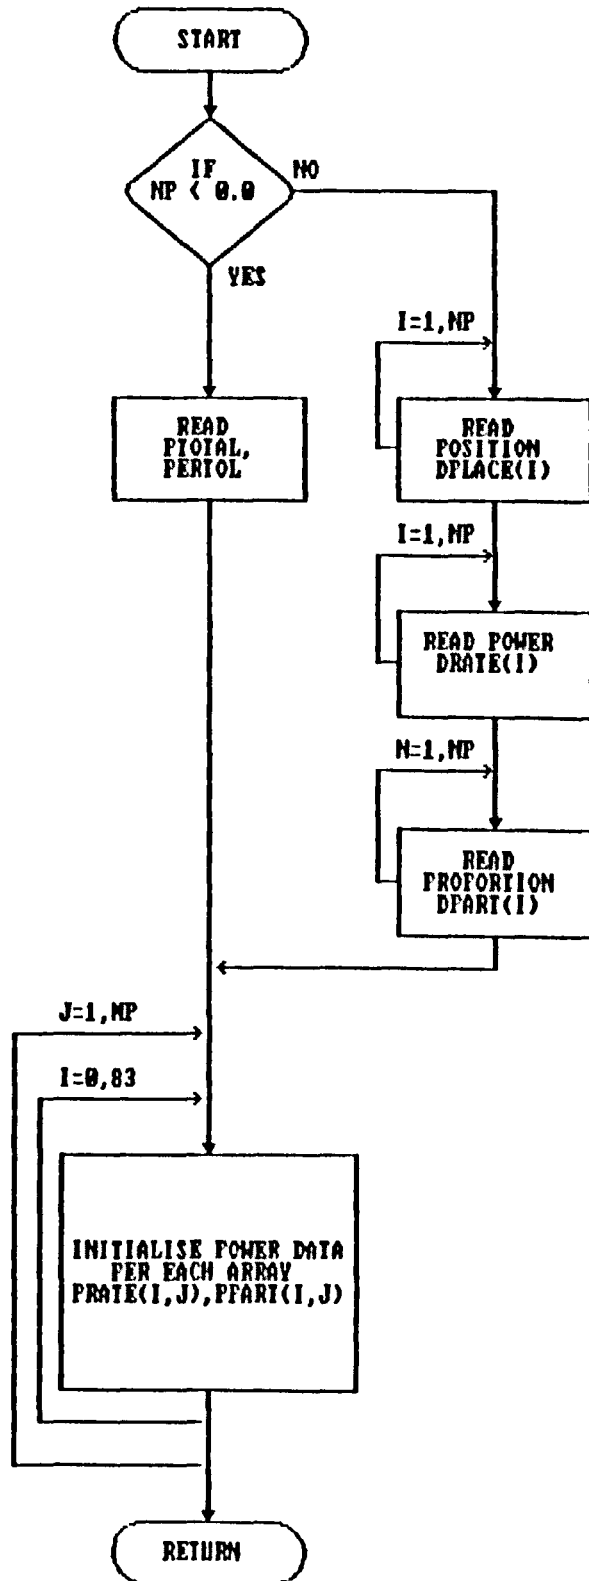 START
IF
NP < 0.0
NO
YES
I=1,NP
READ
PTOTAL,
PERTOL
READ
POSITION
DPLACE(I)
I=1,NP
READ POWER
DRATE(I)
N=1,NP
READ
PROPORTION
DPART(I)
J=1,NP
I=0,83
INITIALISE POWER DATA
PER EACH ARRAY
PRATE(I,J),PPART(I,J)
RETURN